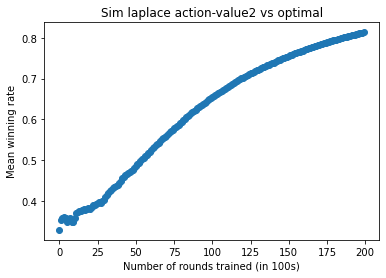 Sim laplace action-value2 vs optimal
Mean winning rate
0.8
0.7
0.6
0.5
0.4
0 25 50 75 100 125 150 175 200
Number of rounds trained (in 100s)